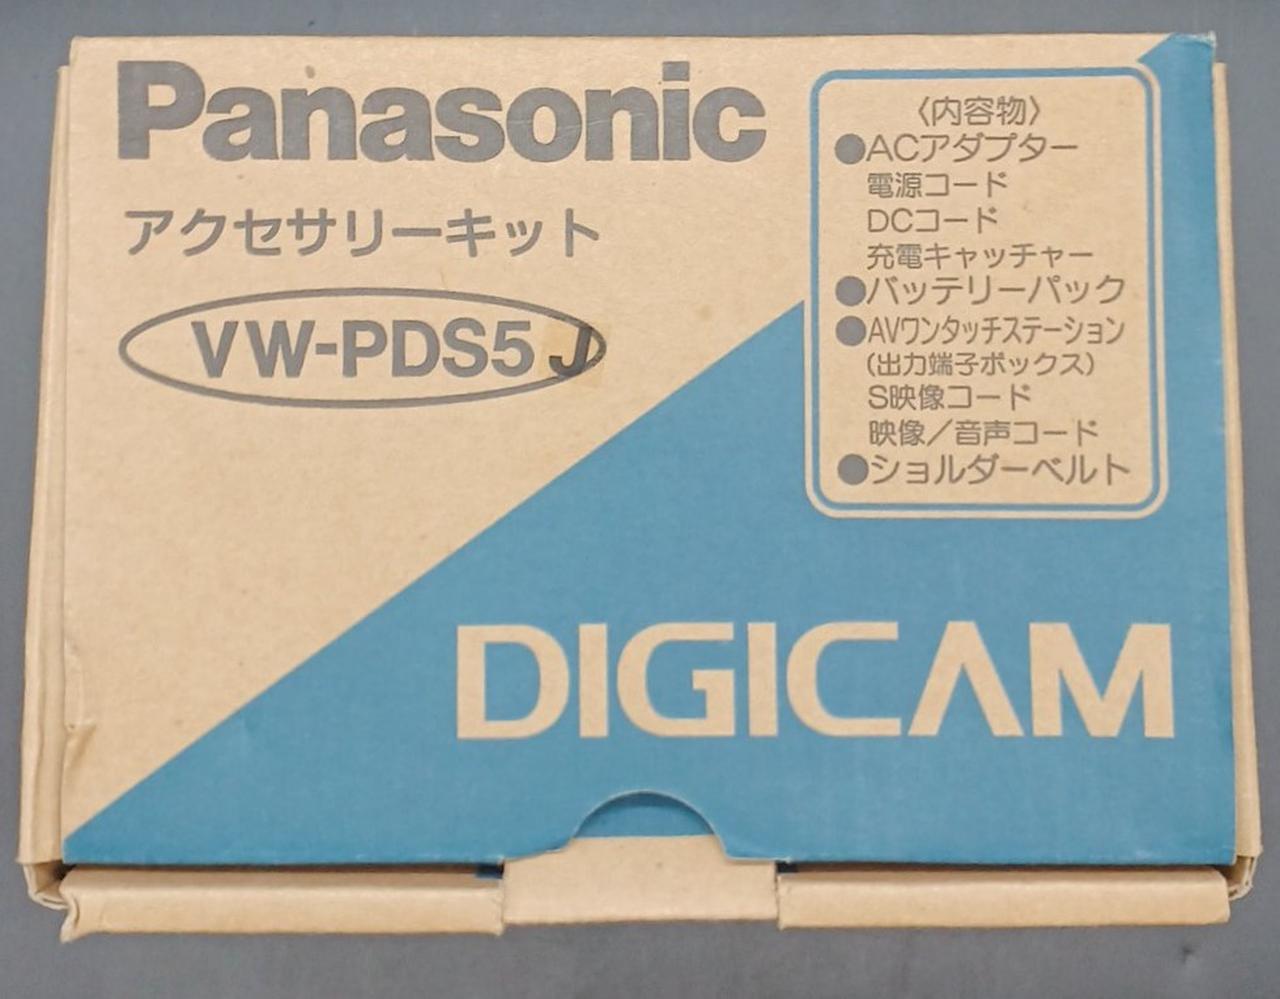 Panasonic
アクセサリーキット
VW-PDS5 J
〈内容物〉
●ACアダプター
電源コード
DCコード
充電キャッチャー
●バッテリーパック
●AVワンタッチステーション
(出力端子ボックス)
S映像コード
映像／音声コード
●ショルダーベルト
DIGICAM